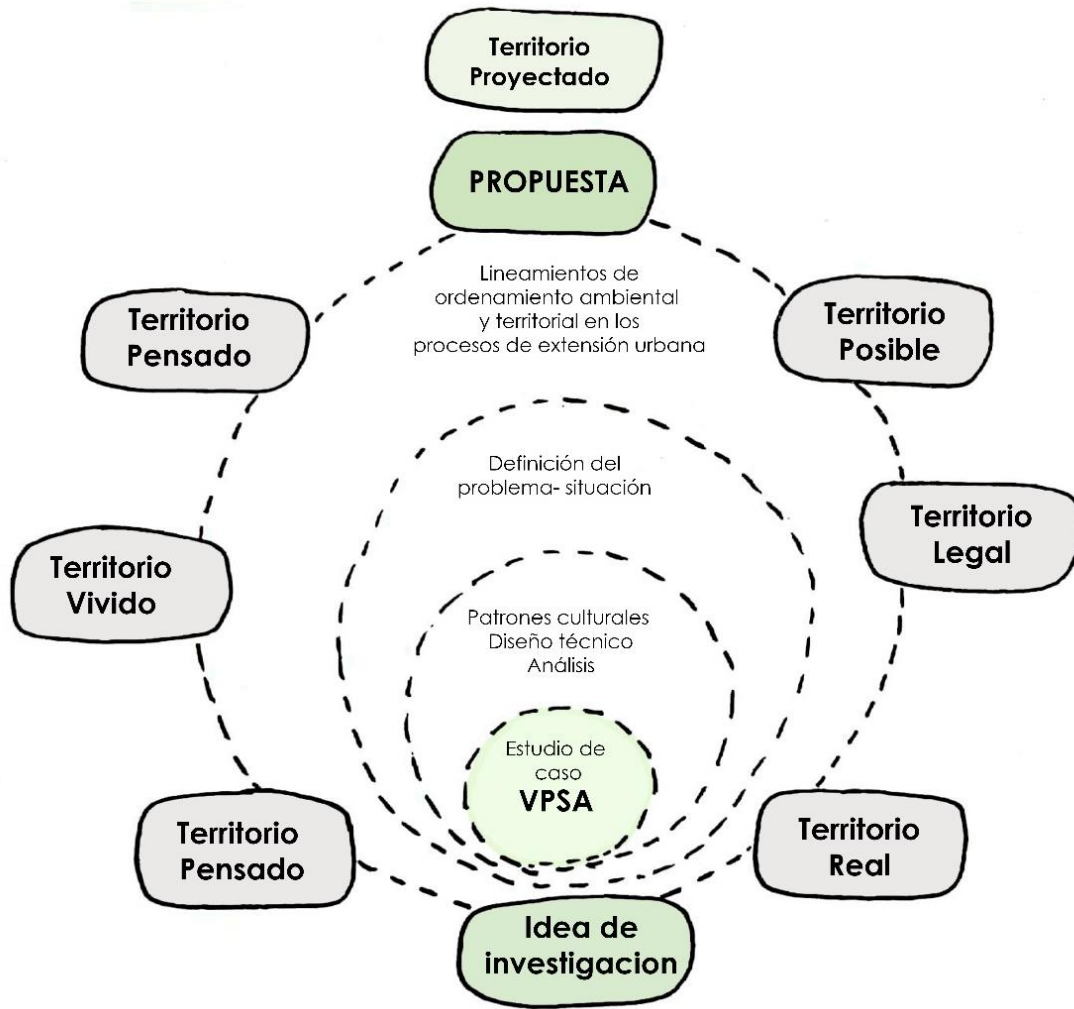 Territorio
Proyectado
PROPUESTA
Lineamientos de
ordenamiento ambiental
y territorial en los
procesos de extensión urbana
Territorio
Pensado
Territorio
Posible
Definición del
problema- situación
Territorio
Legal
Territorio
Vivido
Patrones culturales
Diseño técnico
Análisis
Estudio de
caso
VPSA
Territorio
Pensado
Territorio
Real
Idea de
investigacion